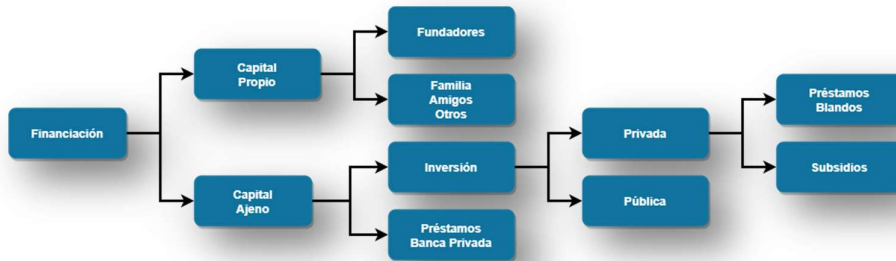 Financiación
Capital
Propio
Capital
Ajeno
Fundadores
Familia
Amigos
Otros
Inversión
Préstamos
Banca Privada
Privada
Pública
Préstamos
Blandos
Subsidios